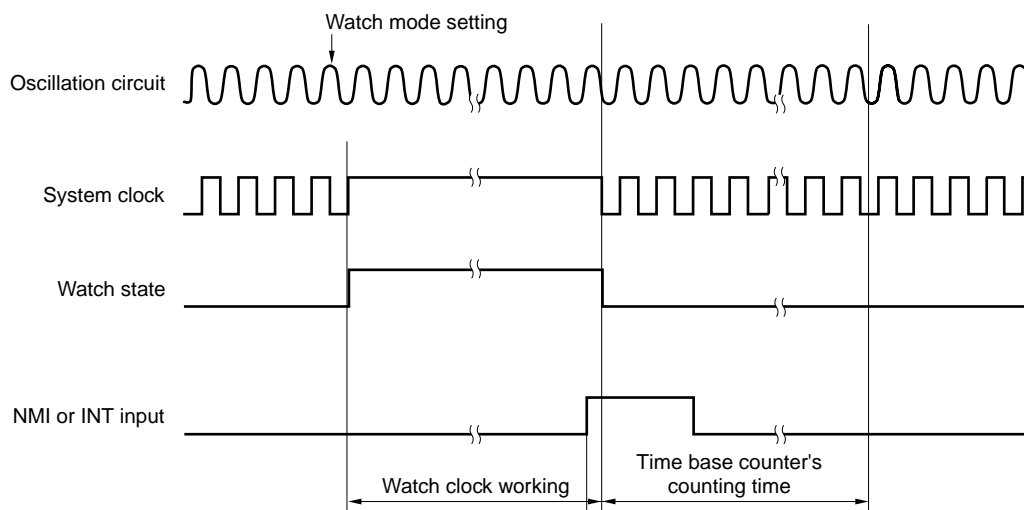 Watch mode setting
Oscillation circuit
System clock
Watch state
NMI or INT input
Watch clock working
Time base counter's
counting time